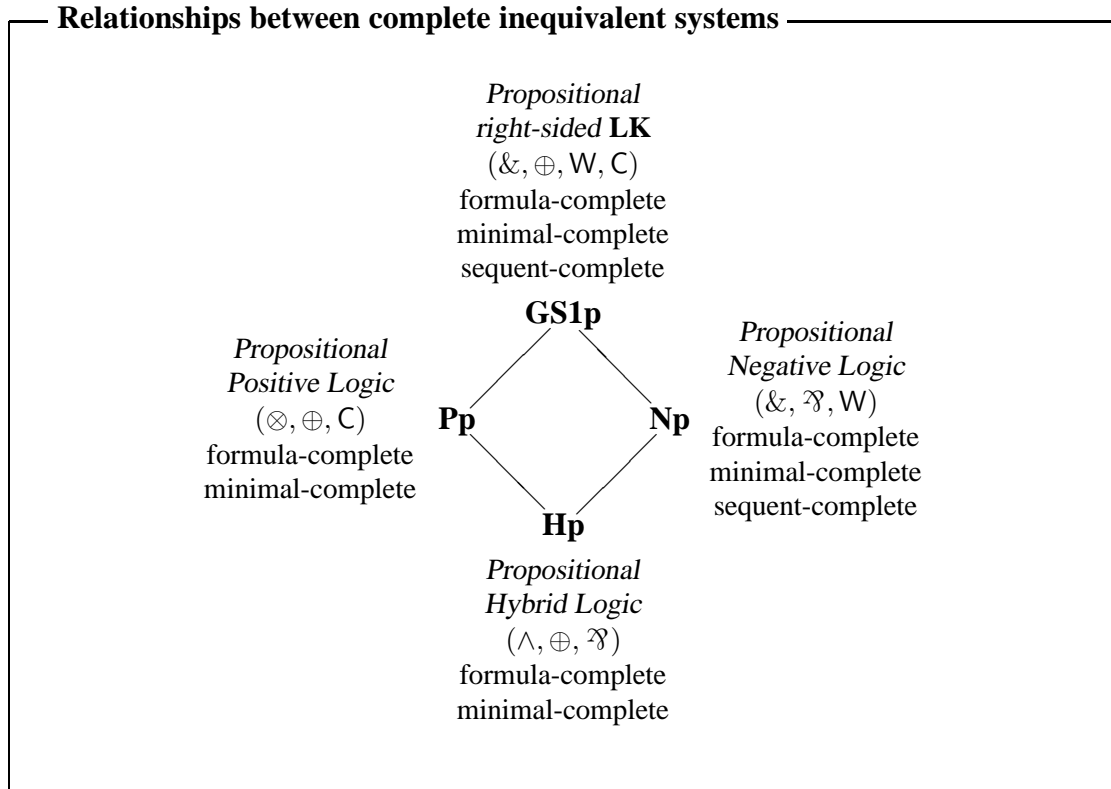 Relationships between complete inequivalent systems
Propositional
right-sided LK
(&, ⊕, W, C)
formula-complete
minimal-complete
sequent-complete
GS1p
Propositional
Positive Logic
(⊗, ⊕, C)
formula-complete
minimal-complete
Pp
Np
Propositional
Negative Logic
(&, ⅋, W)
formula-complete
minimal-complete
sequent-complete
Hp
Propositional
Hybrid Logic
(∧, ⊕, ⅋)
formula-complete
minimal-complete